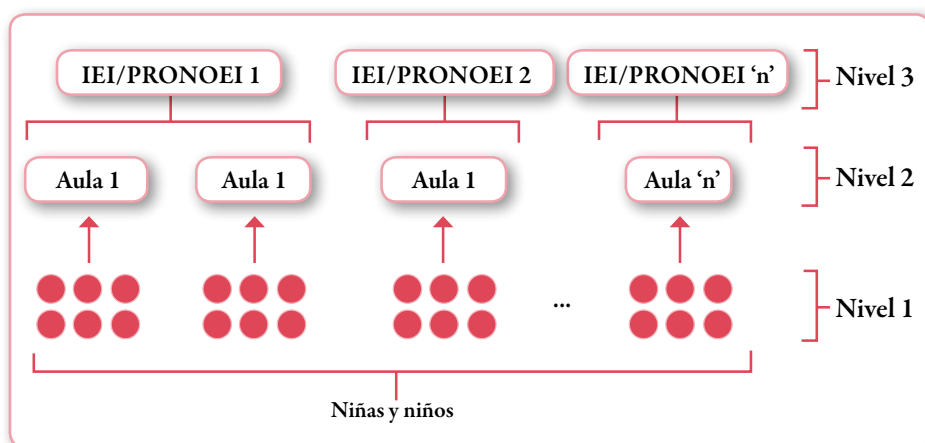 IEI/PRONOEI 1
IEI/PRONOEI 2
IEI/PRONOEI ‘n’
Nivel 3
Aula 1
Aula 1
Aula 1
Aula ‘n’
Nivel 2
...
Nivel 1
Niñas y niños